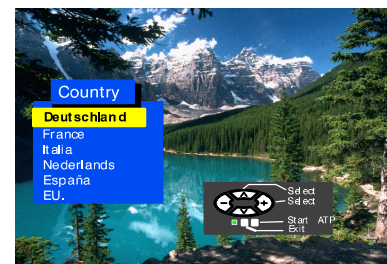 Country
Deutschland
France
Italia
Nederlands
España
EU.
Select
Select
Start ATP
Exit